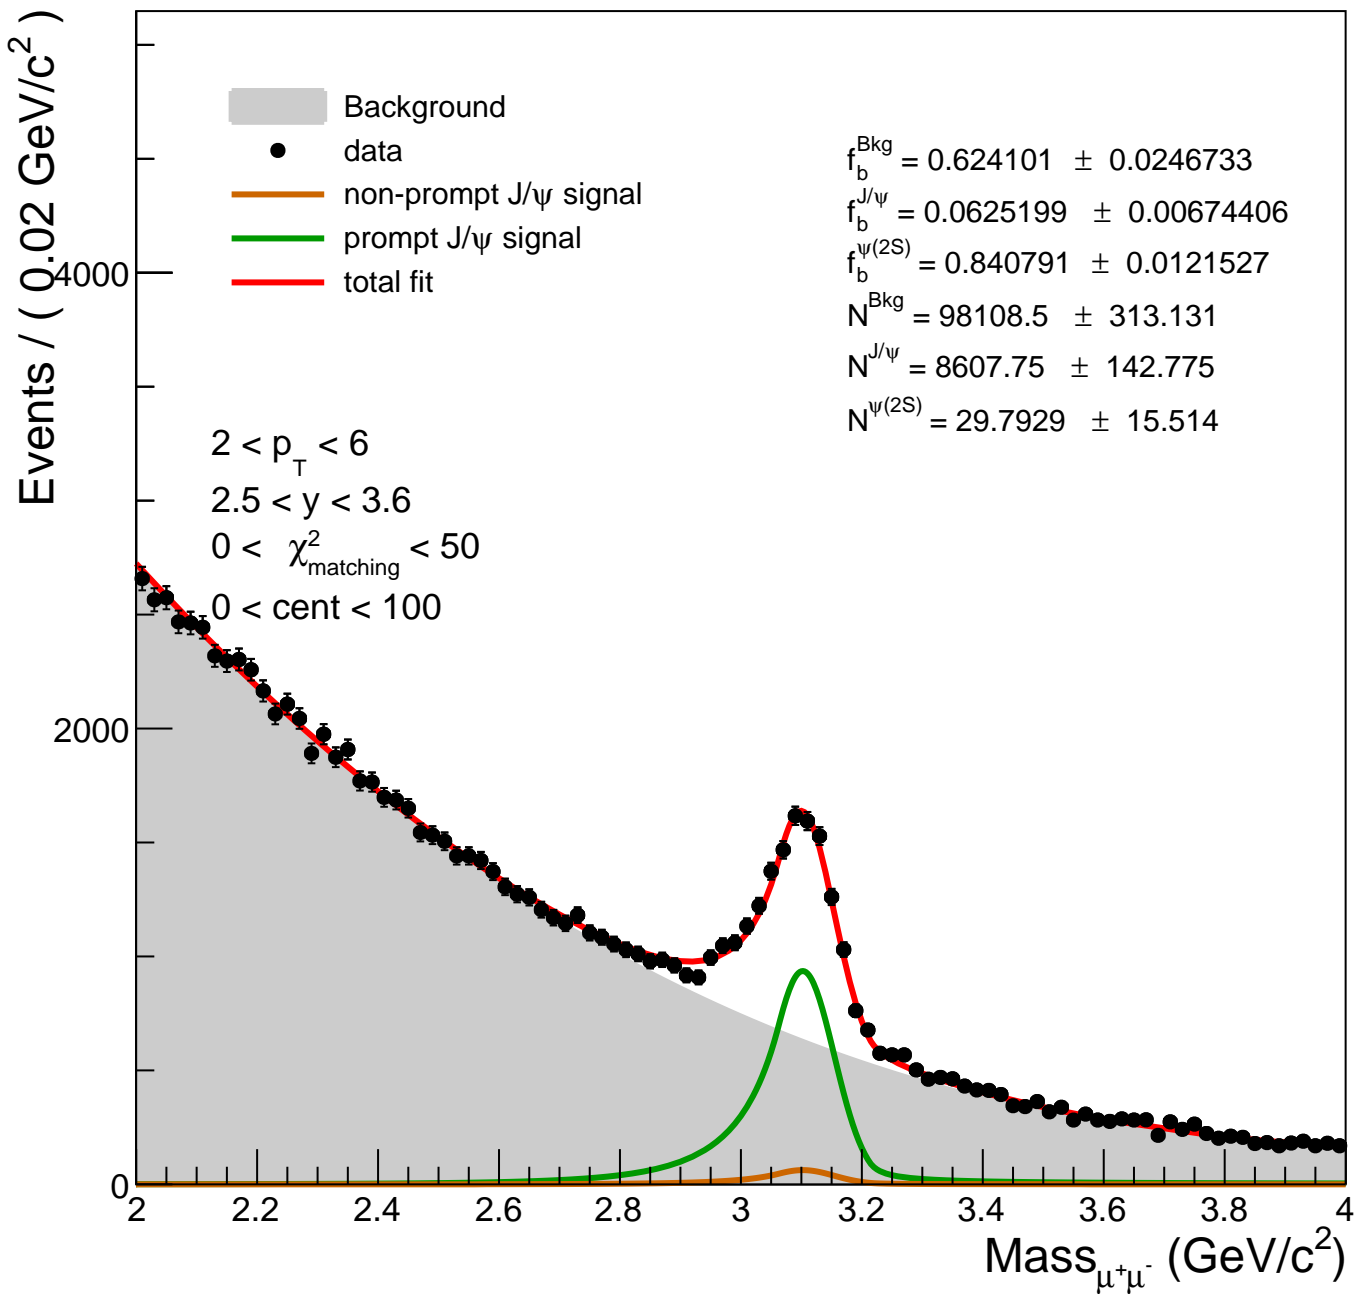 Events / ( 0.02 GeV/c²
Background
data
non-prompt J/ψ signal
prompt J/ψ signal
total fit
f_b^Bkg = 0.624101 ± 0.0246733
f_b^J/ψ = 0.0625199 ± 0.00674406
f_b^ψ(2S) = 0.840791 ± 0.0121527
N^Bkg = 98108.5 ± 313.131
N^J/ψ = 8607.75 ± 142.775
N^ψ(2S) = 29.7929 ± 15.514
2 < p_T < 6
2.5 < y < 3.6
0 < χ²_matching < 50
0 < cent < 100
4000
2000
0
2 2.2 2.4 2.6 2.8 3 3.2 3.4 3.6 3.8 4
Mass_μ⁺μ⁻ (GeV/c²)